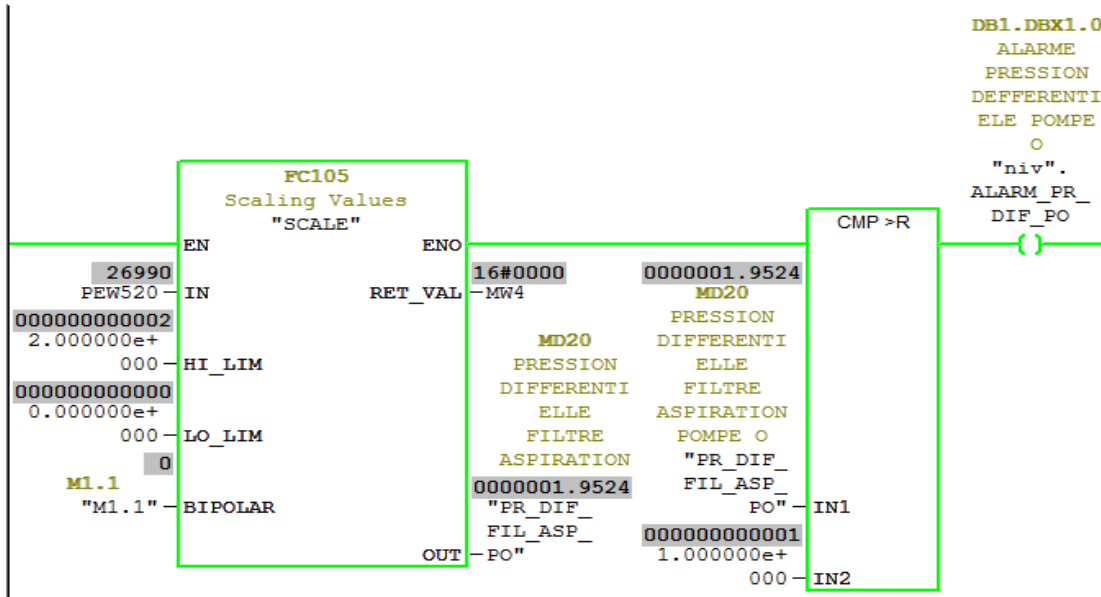 DB1.DBX1.0
ALARME
PRESSION
DEFFERENTI
ELE POMPE
O
"niv".
ALARM_PR_
DIF_PO
FC105
Scaling Values
"SCALE"
EN
ENO
26990
PEW520
IN
000000000002
2.000000e+
000
HI_LIM
000000000000
0.000000e+
000
LO_LIM
0
M1.1
"M1.1"
BIPOLAR
16#0000
RET_VAL
MW4
MD20
PRESSION
DIFFERENTI
ELLE
FILTRE
ASPIRATION
0000001.9524
"PR_DIF_
FIL_ASP_
OUT
PO"
CMP >R
0000001.9524
MD20
PRESSION
DIFFERENTI
ELLE
FILTRE
ASPIRATION
POMPE O
"PR_DIF_
FIL_ASP_
PO"
IN1
000000000001
1.000000e+
000
IN2